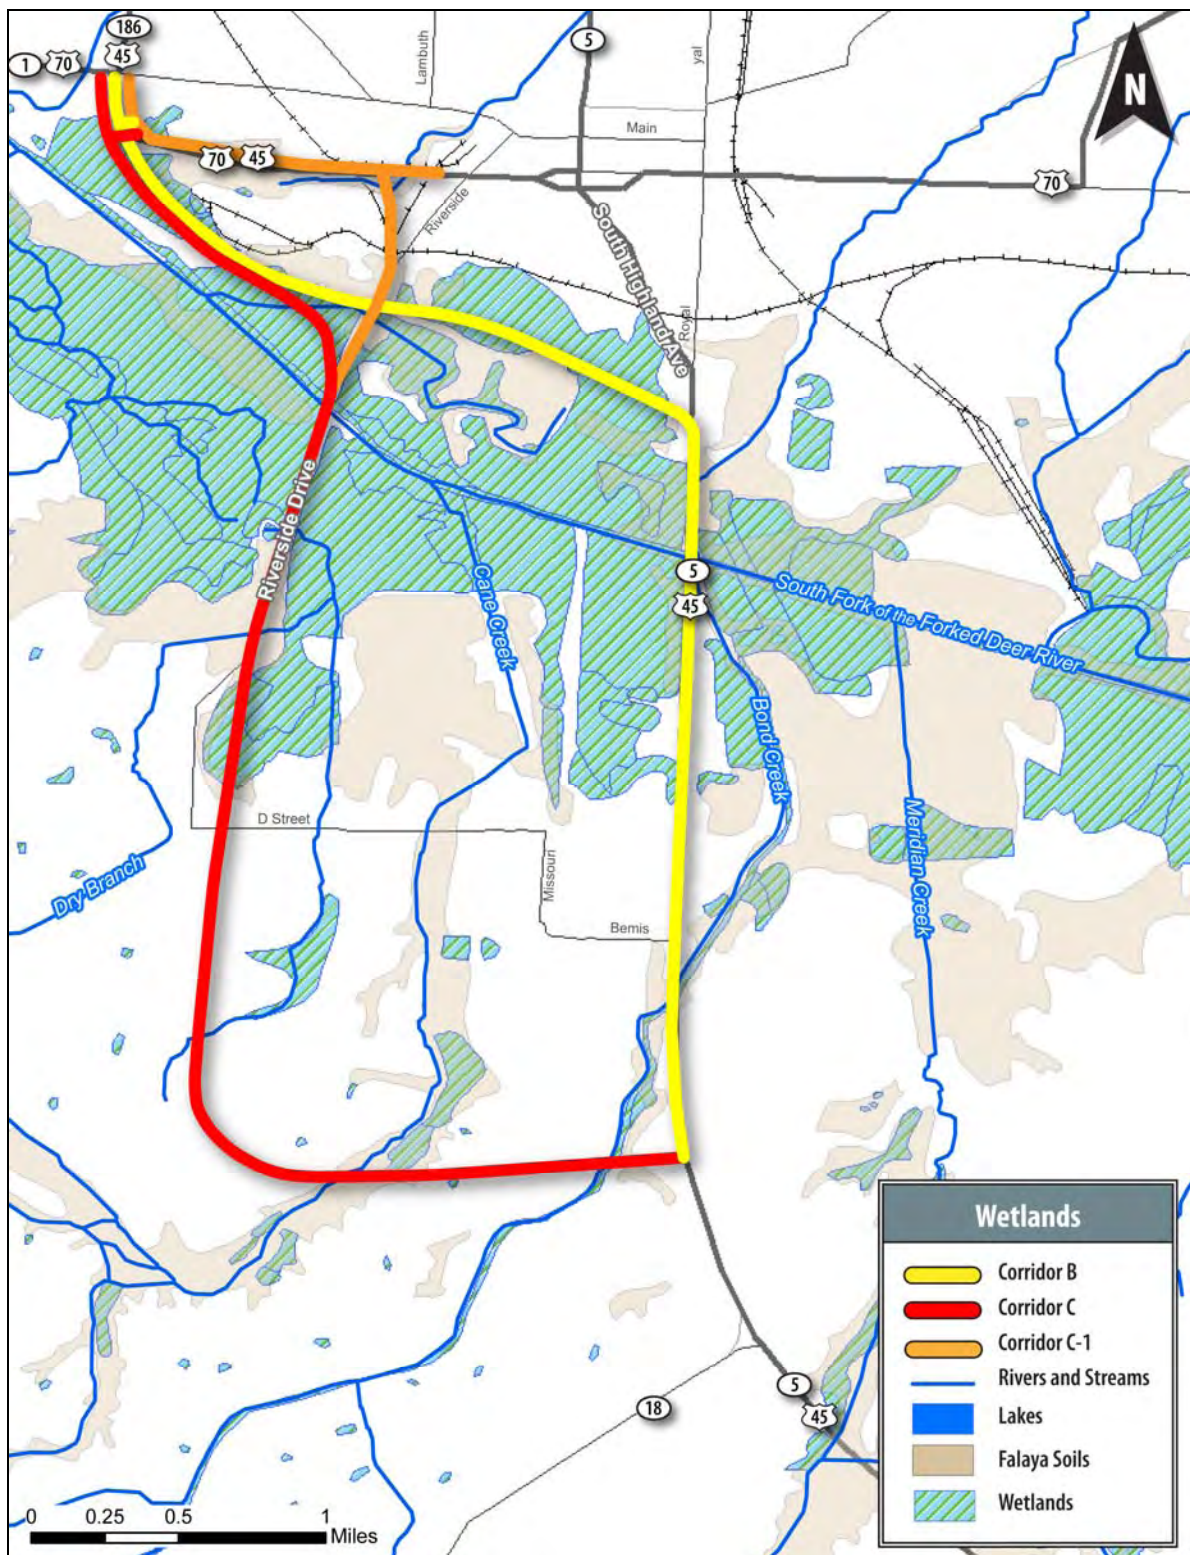 186
45
1
70
5
N
Lambuth
yal
Main
70
45
70
Riverside
South Highland Ave
Royal
Riverside Drive
Cane Creek
5
45
South Fork of the Forked Deer River
Bond Creek
Meridian Creek
D Street
Missouri
Dry Branch
Bemis
Wetlands
Corridor B
Corridor C
Corridor C-1
Rivers and Streams
Lakes
Falaya Soils
Wetlands
5
45
18
0 0.25 0.5 1
Miles